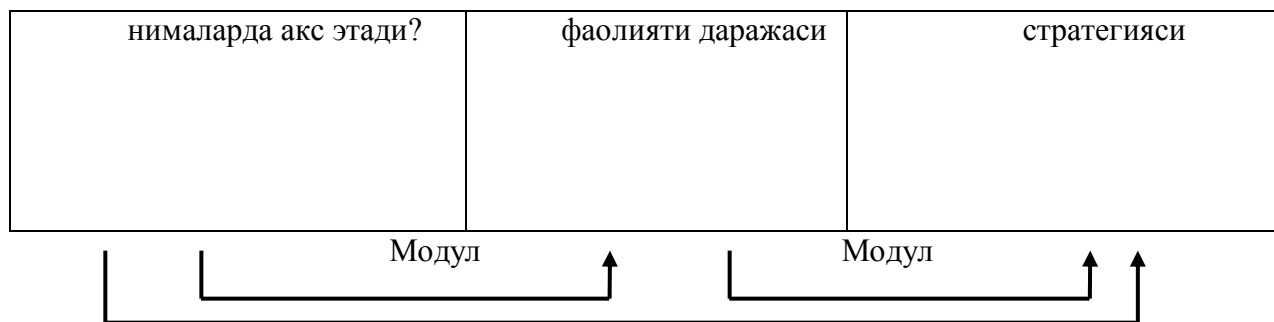 нималарда акс этади? фаолияти даражаси стратегияси
Модул Модул